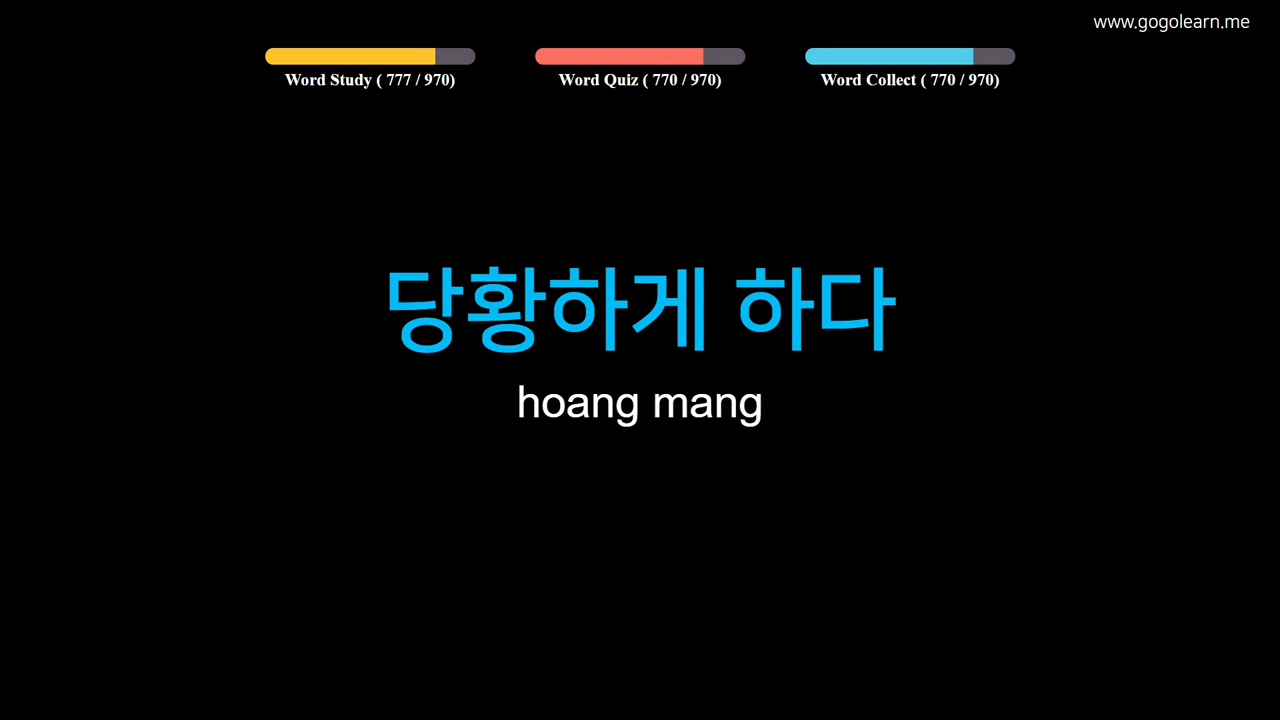 www.gogolearn.me
Word Study ( 777 / 970)
Word Quiz ( 770 / 970)
Word Collect ( 770 / 970)
당황하게 하다
hoang mang